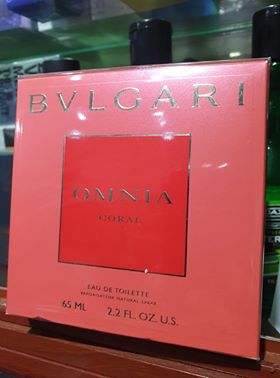 BVLGARI
OMNIA
CORAL
EAU DE TOILETTE
VAPORISATEUR NATURAL SPRAY
65 ML 2.2 FL. OZ. U.S.